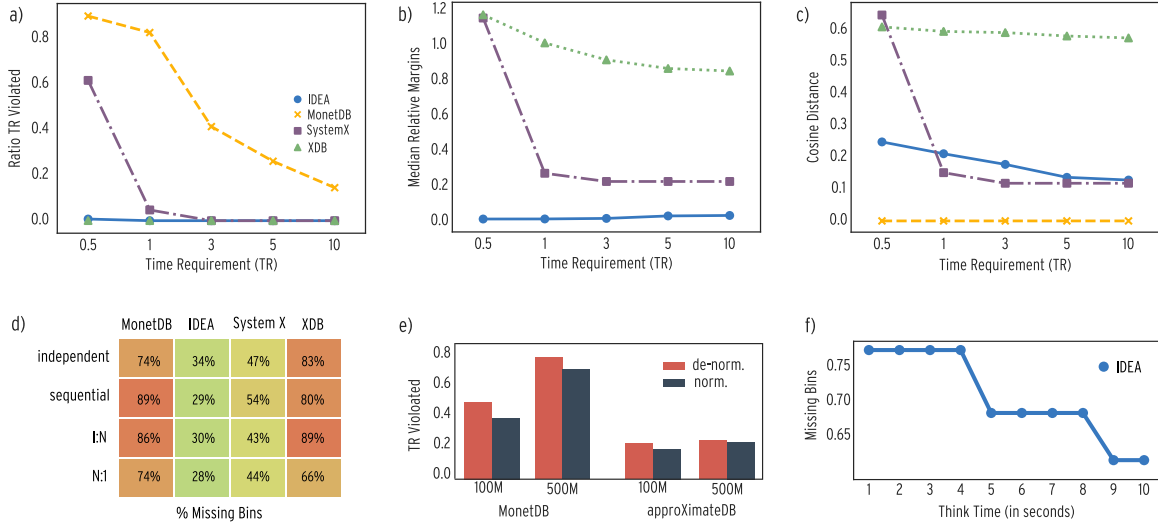 a)
Ratio TR Violated
0.8
0.6
0.4
0.2
0.0
0.5 1 3 5 10
Time Requirement (TR)
IDEA
MonetDB
SystemX
XDB
b)
Median Relative Margins
1.2
1.0
0.8
0.6
0.4
0.2
0.0
0.5 1 3 5 10
Time Requirement (TR)
c)
Cosine Distance
0.6
0.5
0.4
0.3
0.2
0.1
0.0
0.5 1 3 5 10
Time Requirement (TR)
d)
MonetDB IDEA System X XDB
independent 74% 34% 47% 83%
sequential 89% 29% 54% 80%
1:N 86% 30% 43% 89%
N:1 74% 28% 44% 66%
% Missing Bins
e)
TR Violoated
0.8
0.6
0.4
0.2
0.0
de-norm.
norm.
100M 500M 100M 500M
MonetDB approXimateDB
f)
Missing Bins
0.75
0.70
0.65
IDEA
1 2 3 4 5 6 7 8 9 10
Think Time (in seconds)